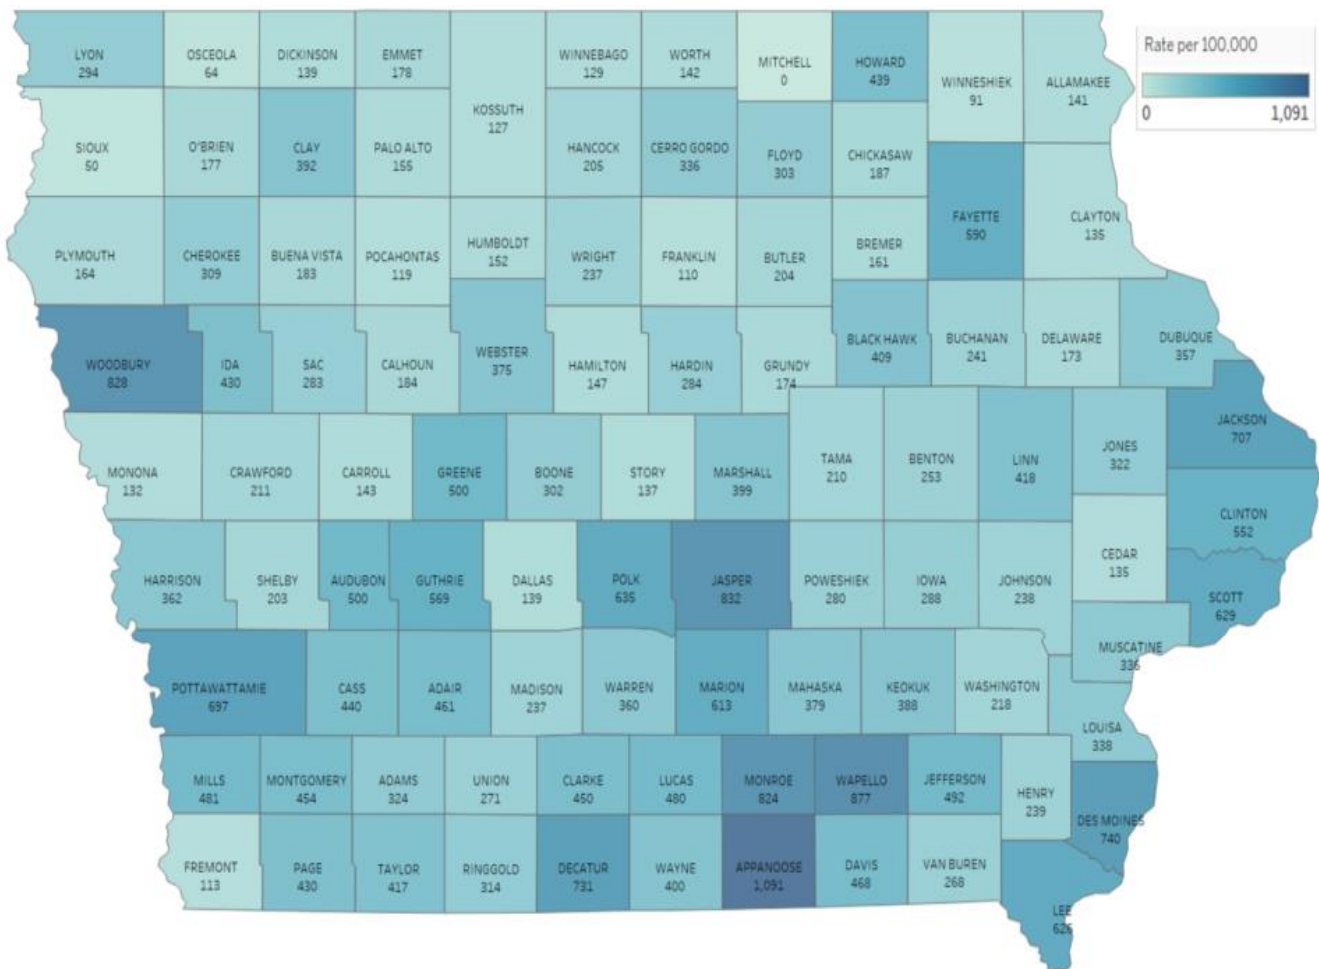 Rate per 100,000
0 1,091
LYON
294
OSCEOLA
64
DICKINSON
139
EMMET
178
KOSSUTH
127
WINNEBAGO
129
WORTH
142
MITCHELL
0
HOWARD
439
WINNESHIEK
91
ALLAMAKEE
141
SIOUX
50
O'BRIEN
177
CLAY
392
PALO ALTO
155
HANCOCK
205
CERRO GORDO
336
FLOYD
303
CHICKASAW
187
FAYETTE
590
CLAYTON
135
PLYMOUTH
164
CHEROKEE
309
BUENA VISTA
183
POCAHONTAS
119
HUMBOLDT
152
WRIGHT
237
FRANKLIN
110
BUTLER
204
BREMER
161
WOODBURY
828
IDA
430
SAC
283
CALHOUN
184
WEBSTER
375
HAMILTON
147
HARDIN
284
GRUNDY
174
BLACK HAWK
409
BUCHANAN
241
DELAWARE
173
DUBUQUE
357
MONONA
132
CRAWFORD
211
CARROLL
143
GREENE
500
BOONE
302
STORY
137
MARSHALL
399
TAMA
210
BENTON
253
LINN
418
JONES
322
JACKSON
707
CLINTON
552
HARRISON
362
SHELBY
203
AUDUBON
500
GUTHRIE
569
DALLAS
139
POLK
635
JASPER
832
POWESHIEK
280
IOWA
288
JOHNSON
238
CEDAR
135
SCOTT
629
MUSCATINE
336
POTTAWATTAMIE
697
CASS
440
ADAIR
461
MADISON
237
WARREN
360
MARION
613
MAHASKA
379
KEOKUK
388
WASHINGTON
218
LOUISA
338
MILLS
481
MONTGOMERY
454
ADAMS
324
UNION
271
CLARKE
450
LUCAS
480
MONROE
824
WAPELLO
877
JEFFERSON
492
HENRY
239
DES MOINES
740
FREMONT
113
PAGE
430
TAYLOR
417
RINGGOLD
314
DECATUR
731
WAYNE
400
APPANOOSE
1,091
DAVIS
468
VAN BUREN
268
LEE
626